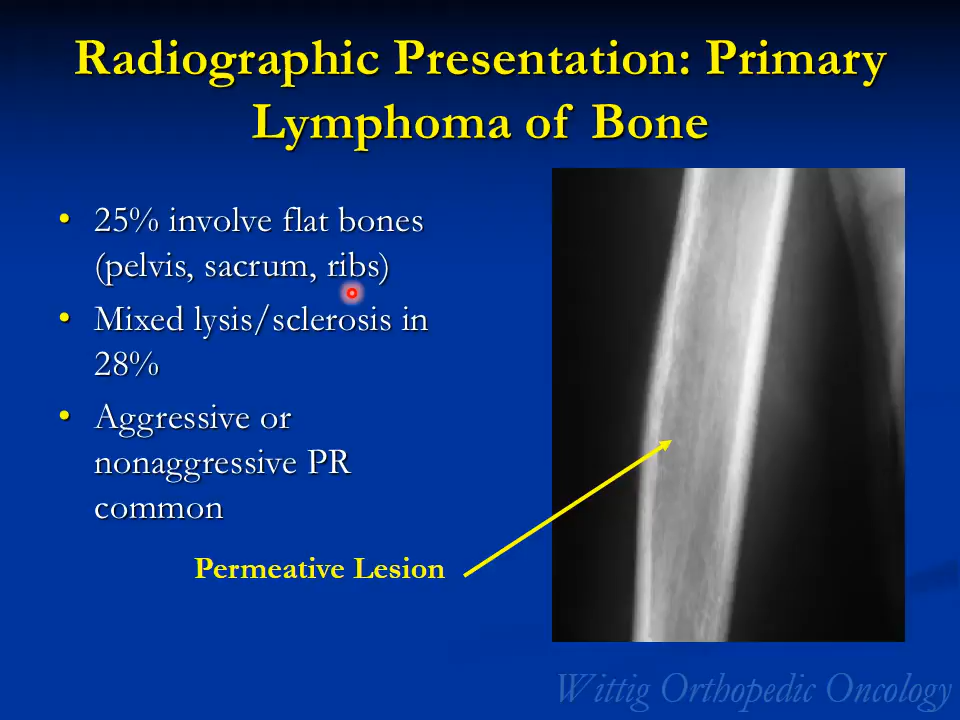 Radiographic Presentation: Primary
Lymphoma of Bone
• 25% involve flat bones
(pelvis, sacrum, ribs)
• Mixed lysis/sclerosis in
28%
• Aggressive or
nonaggressive PR
common
Permeative Lesion
Wittig Orthopedic Oncology